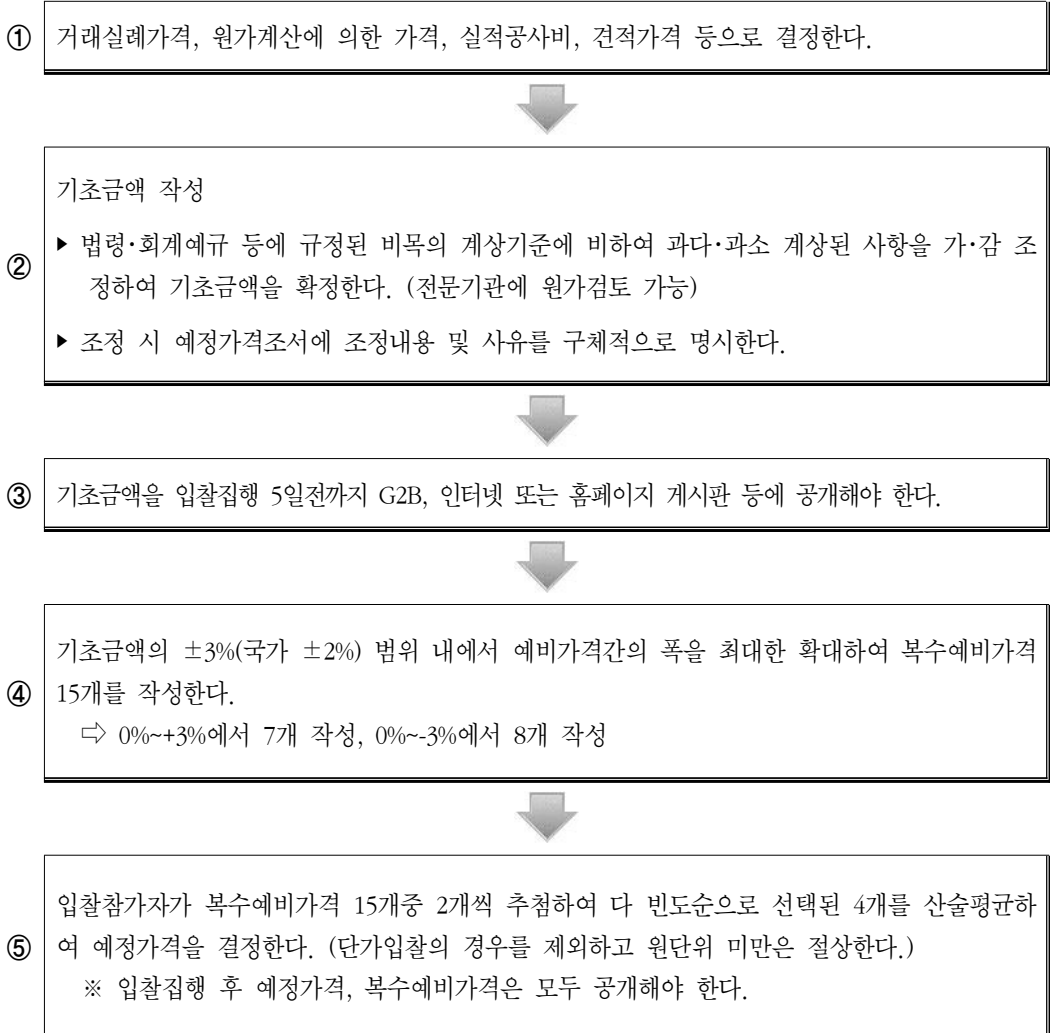 ① 거래실례가격, 원가계산에 의한 가격, 실적공사비, 견적가격 등으로 결정한다.
기초금액 작성
▶ 법령·회계예규 등에 규정된 비목의 계상기준에 비하여 과다·과소 계상된 사항을 가·감 조
② 정하여 기초금액을 확정한다. (전문기관에 원가검토 가능)
▶ 조정 시 예정가격조서에 조정내용 및 사유를 구체적으로 명시한다.
③ 기초금액을 입찰집행 5일전까지 G2B, 인터넷 또는 홈페이지 게시판 등에 공개해야 한다.
기초금액의 ±3%(국가 ±2%) 범위 내에서 예비가격간의 폭을 최대한 확대하여 복수예비가격
④ 15개를 작성한다.
⇨ 0%~+3%에서 7개 작성, 0%~-3%에서 8개 작성
입찰참가자가 복수예비가격 15개중 2개씩 추첨하여 다 빈도순으로 선택된 4개를 산술평균하
⑤ 여 예정가격을 결정한다. (단가입찰의 경우를 제외하고 원단위 미만은 절상한다.)
※ 입찰집행 후 예정가격, 복수예비가격은 모두 공개해야 한다.